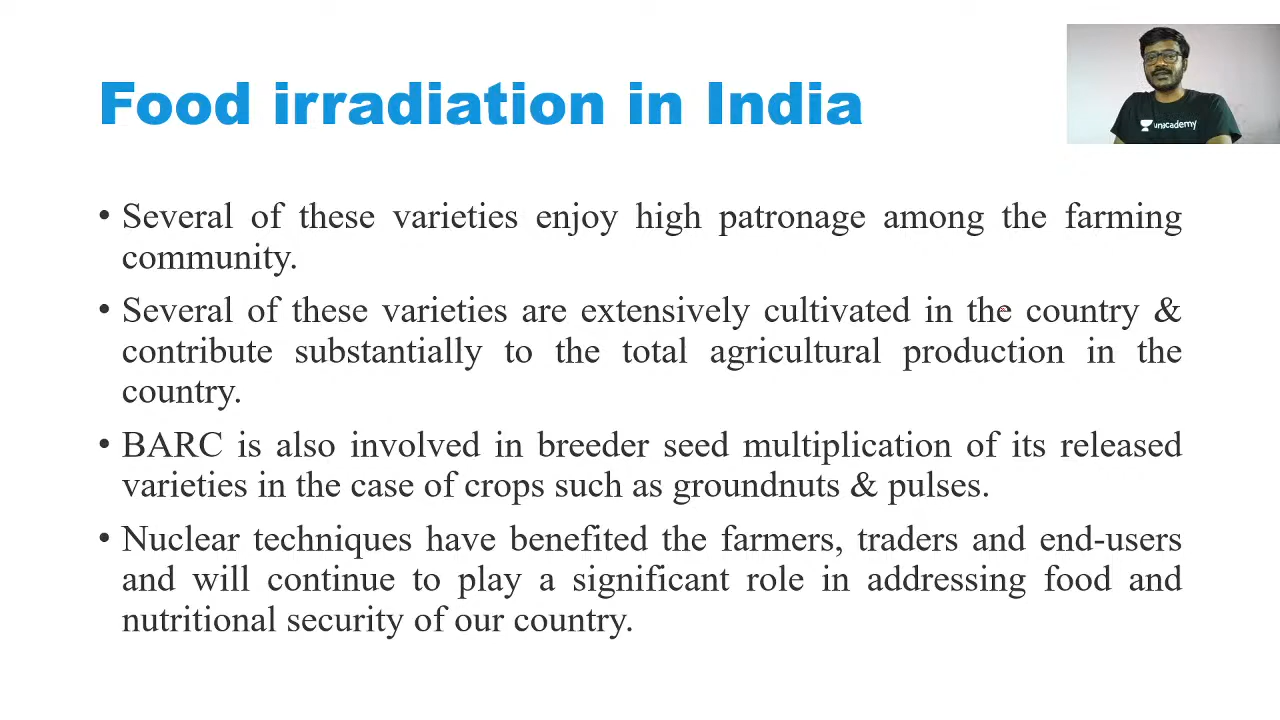 Food irradiation in India
unacademy
• Several of these varieties enjoy high patronage among the farming
community.
• Several of these varieties are extensively cultivated in the country &
contribute substantially to the total agricultural production in the
country.
• BARC is also involved in breeder seed multiplication of its released
varieties in the case of crops such as groundnuts & pulses.
• Nuclear techniques have benefited the farmers, traders and end-users
and will continue to play a significant role in addressing food and
nutritional security of our country.